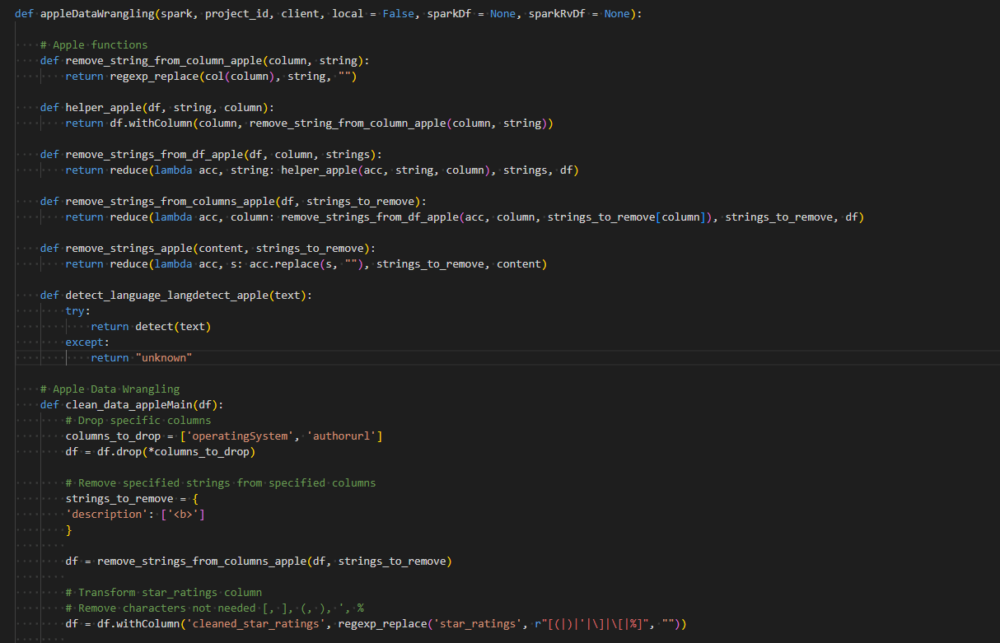 def appleDataWrangling(spark, project_id, client, local = False, sparkDf = None, sparkRvDf = None):
# Apple functions
def remove_string_from_column_apple(column, string):
return regexp_replace(col(column), string, "")
def helper_apple(df, string, column):
return df.withColumn(column, remove_string_from_column_apple(column, string))
def remove_strings_from_df_apple(df, column, strings):
return reduce(lambda acc, string: helper_apple(acc, string, column), strings, df)
def remove_strings_from_columns_apple(df, strings_to_remove):
return reduce(lambda acc, column: remove_strings_from_df_apple(acc, column, strings_to_remove[column]), strings_to_remove, df)
def remove_strings_apple(content, strings_to_remove):
return reduce(lambda acc, s: acc.replace(s, ""), strings_to_remove, content)
def detect_language_langdetect_apple(text):
try:
return detect(text)
except:
return "unknown"
# Apple Data Wrangling
def clean_data_appleMain(df):
# Drop specific columns
columns_to_drop = ['operatingSystem', 'authorurl']
df = df.drop(*columns_to_drop)
# Remove specified strings from specified columns
strings_to_remove = {
'description': ['<b>']
}
df = remove_strings_from_columns_apple(df, strings_to_remove)
# Transform star_ratings column
# Remove characters not needed [, ], (, ), ', %
df = df.withColumn('cleaned_star_ratings', regexp_replace('star_ratings', r"[(|)|'|\]|\[|%]", ""))